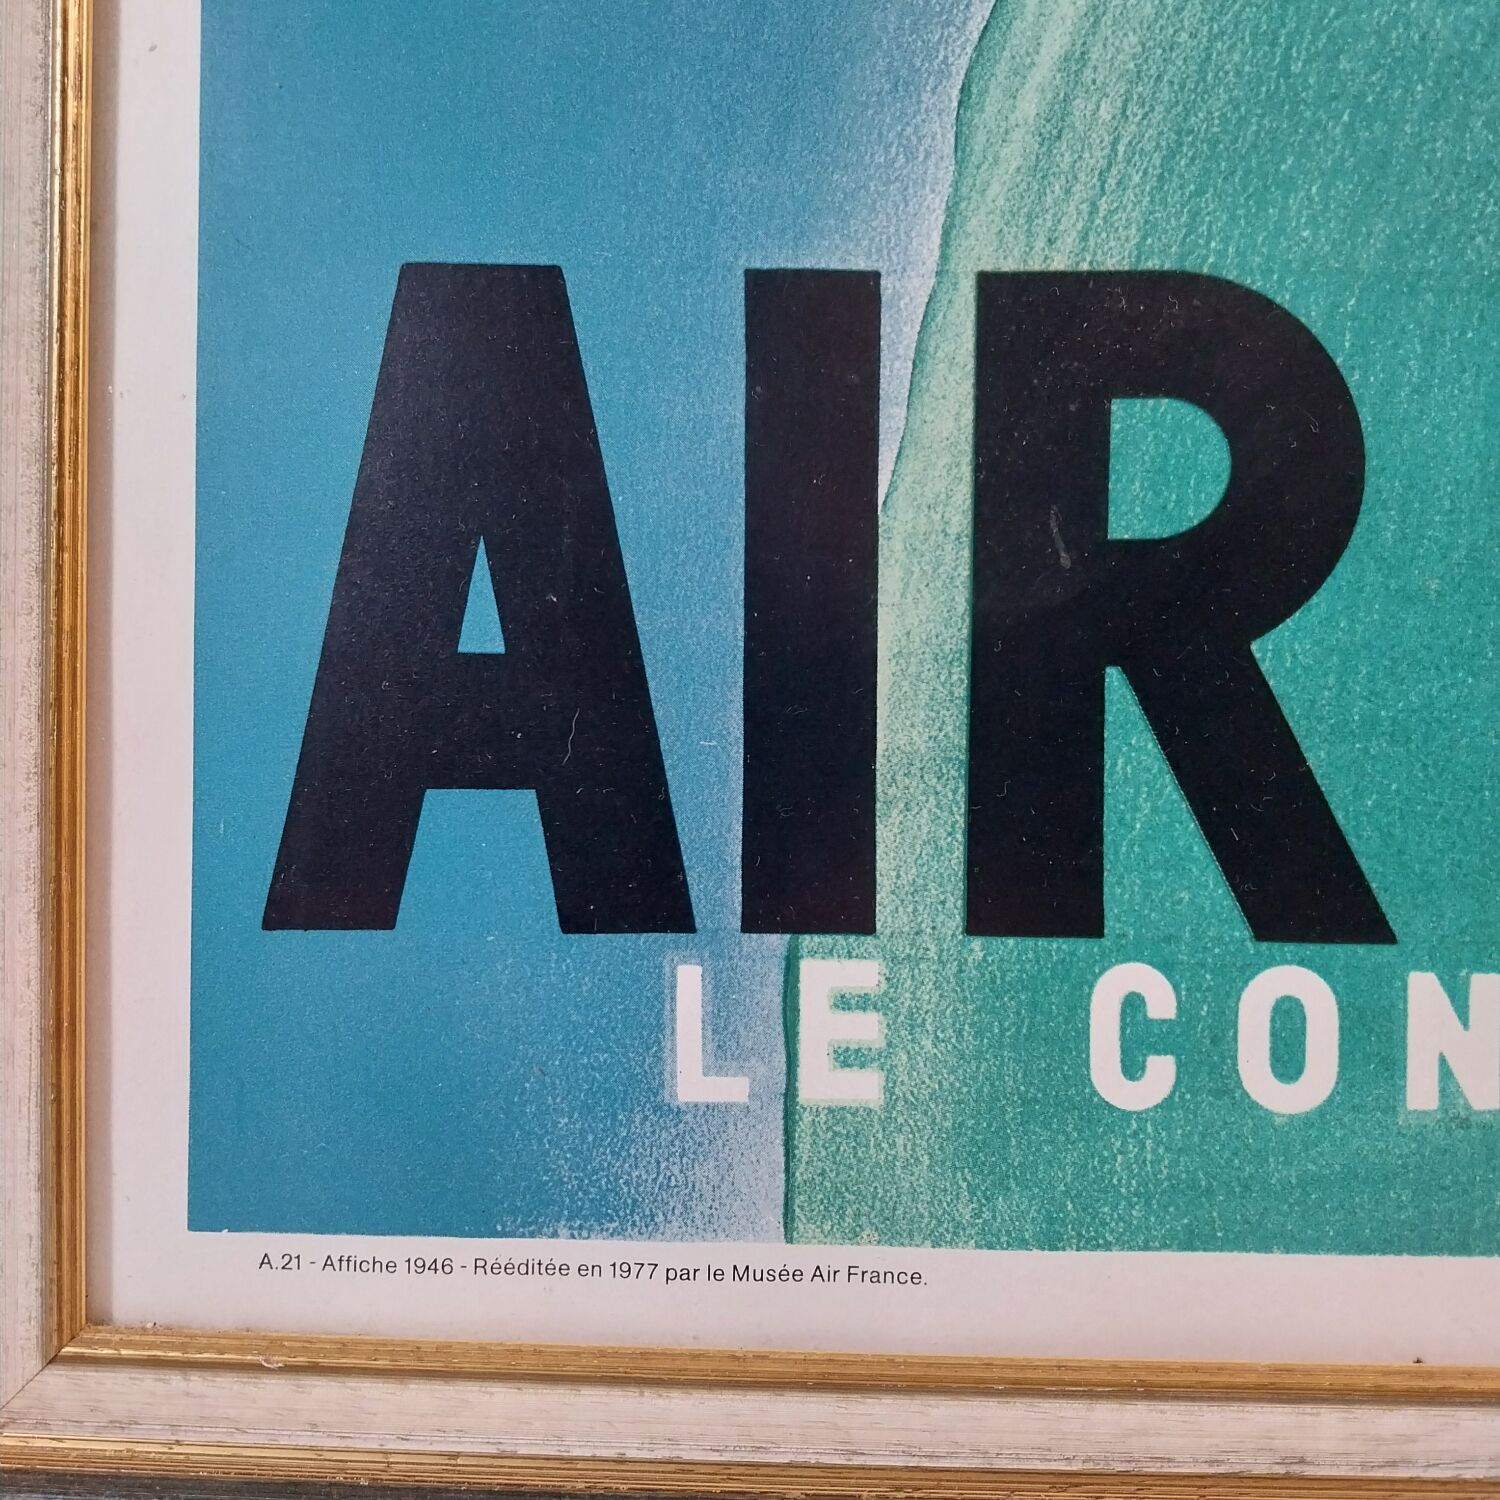 AIR
LE CON
A.21 - Affiche 1946 - Rééditée en 1977 par le Musée Air France.